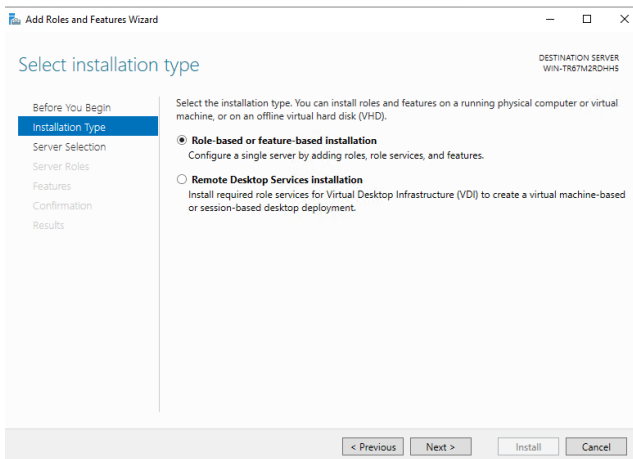 Add Roles and Features Wizard
Select installation type
DESTINATION SERVER
WIN-TR67M2RDHH5
Before You Begin
Installation Type
Server Selection
Server Roles
Features
Confirmation
Results
Select the installation type. You can install roles and features on a running physical computer or virtual
machine, or on an offline virtual hard disk (VHD).
Role-based or feature-based installation
Configure a single server by adding roles, role services, and features.
Remote Desktop Services installation
Install required role services for Virtual Desktop Infrastructure (VDI) to create a virtual machine-based
or session-based desktop deployment.
< Previous
Next >
Install
Cancel